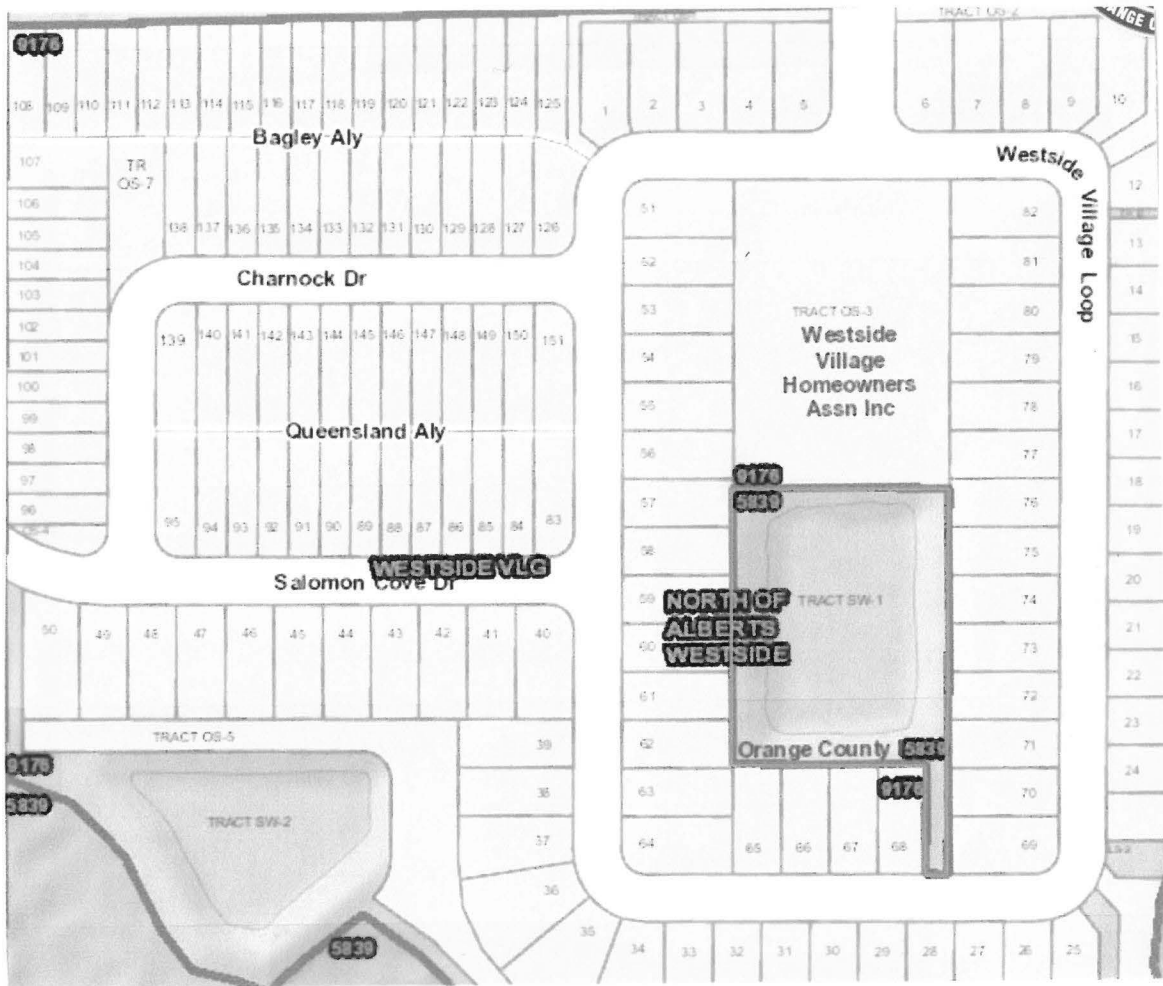 TRACT OS-2
ANGE C
9176
108 109 110 111 112 113 114 115 116 117 118 119 120 121 122 123 124 125
1 2 3 4 5
6 7 8 9 10
Bagley Aly
107
TR
OS-7
106
105
104
103
102
101
100
99
98
97
96
138 137 136 135 134 133 132 131 130 129 128 127 126
Charnock Dr
139 140 141 142 143 144 145 146 147 148 149 150 151
Queensland Aly
95 94 93 92 91 90 89 88 87 86 85 84 83
WESTSIDE VLG
Salomon Cove Dr
50 49 48 47 46 45 44 43 42 41 40
TRACT OS-5
9176
5839
TRACT SW-2
5839
39
38
37
36
35
34 33 32 31 30 29 28 27 26 25
Westside Village Loop
51
52
53
54
55
56
57
58
59
60
61
62
63
64
TRACT OS-3
Westside
Village
Homeowners
Assn Inc
9176
5839
TRACT SW-1
NORTH OF
ALBERTS
WESTSIDE
Orange County
5839
9176
65 66 67 68
82
81
80
79
78
77
76
75
74
73
72
71
70
69
12
13
14
15
16
17
18
19
20
21
22
23
24